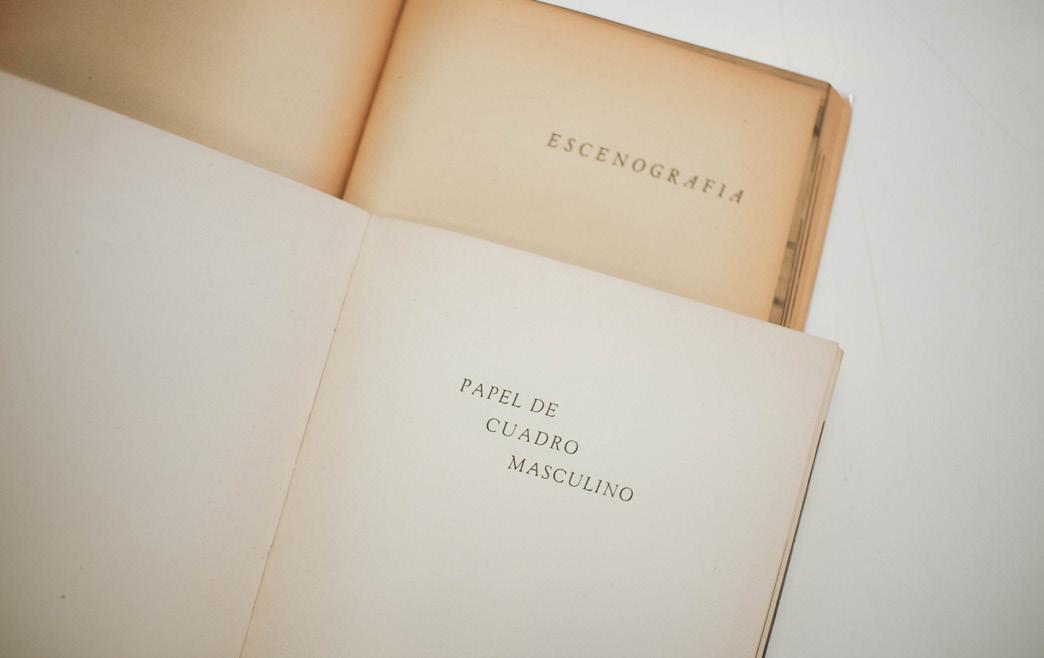 ESCENOGRAFIA
PAPEL DE
CUADRO
MASCULINO